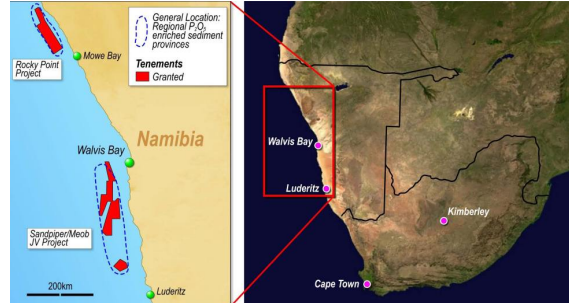 General Location:
Regional P₂O₅
enriched sediment
provinces
Tenements
Granted
Rocky Point
Project
Mowe Bay
Walvis Bay
Namibia
Sandpiper/Meob
JV Project
200km
Luderitz
Walvis Bay
Luderitz
Kimberley
Cape Town